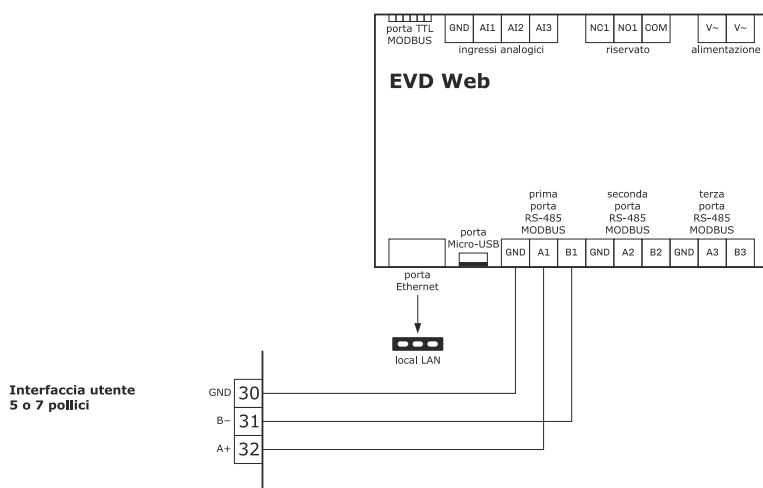 porta TTL
MODBUS
GND AI1 AI2 AI3
ingressi analogici
NC1 NO1 COM
riservato
V~ V~
alimentazione
EVD Web
porta
Micro-USB
prima
porta
RS-485
MODBUS
seconda
porta
RS-485
MODBUS
terza
porta
RS-485
MODBUS
GND A1 B1 GND A2 B2 GND A3 B3
porta
Ethernet
local LAN
Interfaccia utente
5 o 7 pollici
GND 30
B− 31
A+ 32